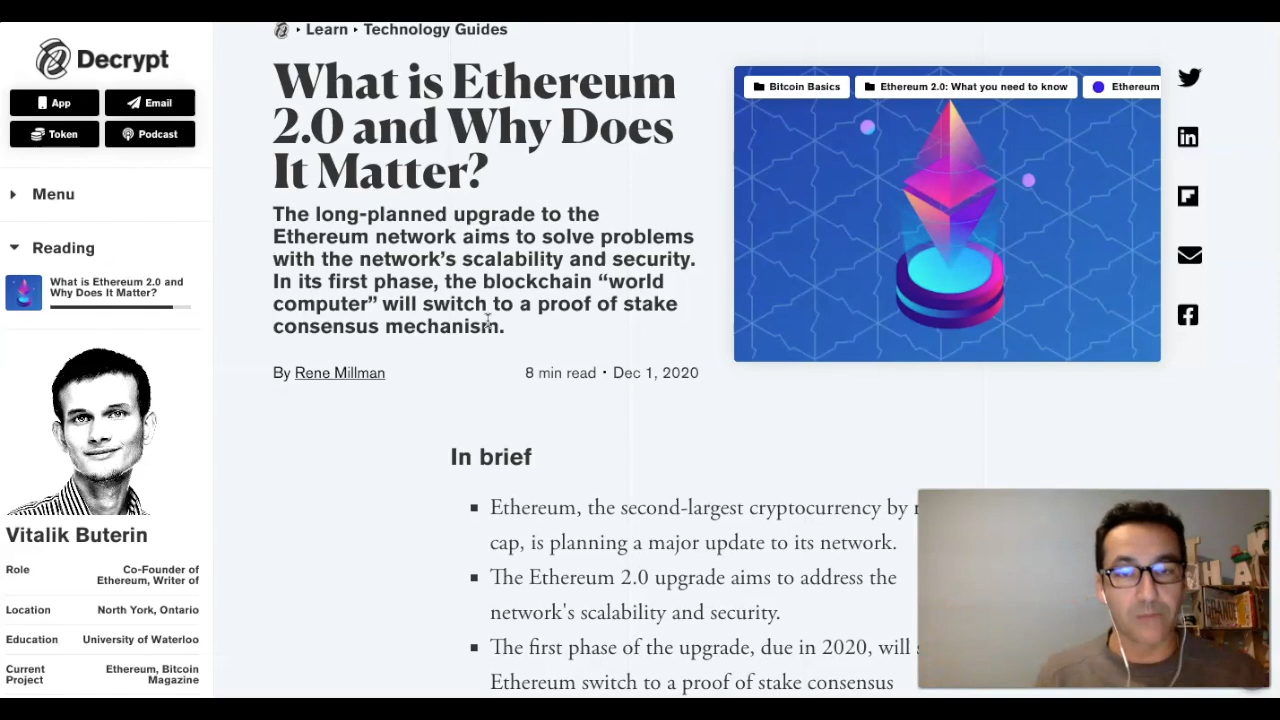 Decrypt
App
Email
Token
Podcast
Menu
Reading
What is Ethereum 2.0 and
Why Does It Matter?
Vitalik Buterin
Role
Co-Founder of
Ethereum, Writer of
Location
North York, Ontario
Education
University of Waterloo
Current
Project
Ethereum, Bitcoin
Magazine
Learn
Technology Guides
What is Ethereum
2.0 and Why Does
It Matter?
The long-planned upgrade to the
Ethereum network aims to solve problems
with the network’s scalability and security.
In its first phase, the blockchain “world
computer” will switch to a proof of stake
consensus mechanism.
By Rene Millman
8 min read • Dec 1, 2020
Bitcoin Basics
Ethereum 2.0: What you need to know
Ethereum
In brief
Ethereum, the second-largest cryptocurrency by
cap, is planning a major update to its network.
The Ethereum 2.0 upgrade aims to address the
network's scalability and security.
The first phase of the upgrade, due in 2020, will
Ethereum switch to a proof of stake consensus